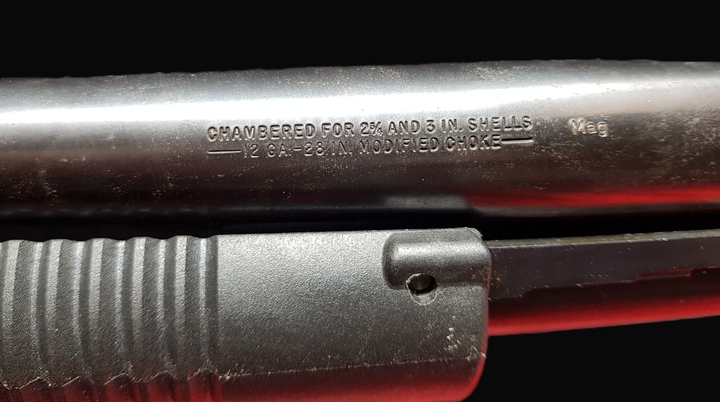 CHAMBERED FOR 2¾ AND 3 IN. SHELLS Mag
12 GA.-28 IN. MODIFIED CHOKE